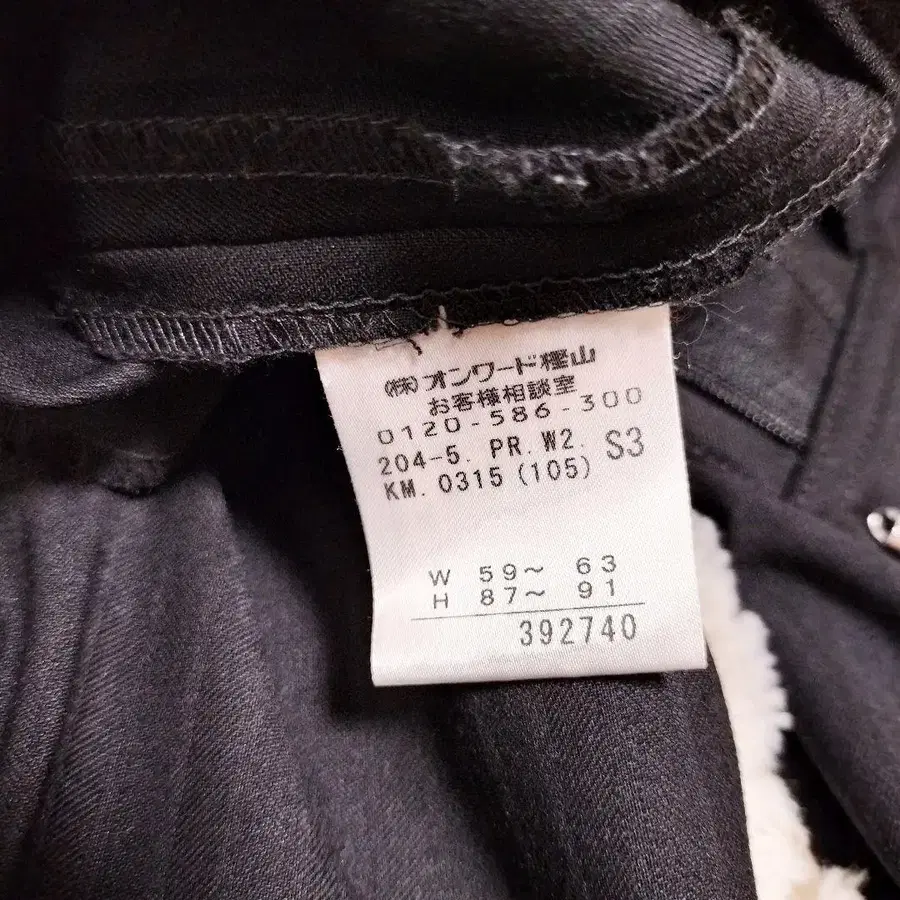 (株)オンワード樫山
お客様相談室
0120-586-300
204-5. PR. W2. S3
KM. 0315 (105)
W 59～ 63
H 87～ 91
392740